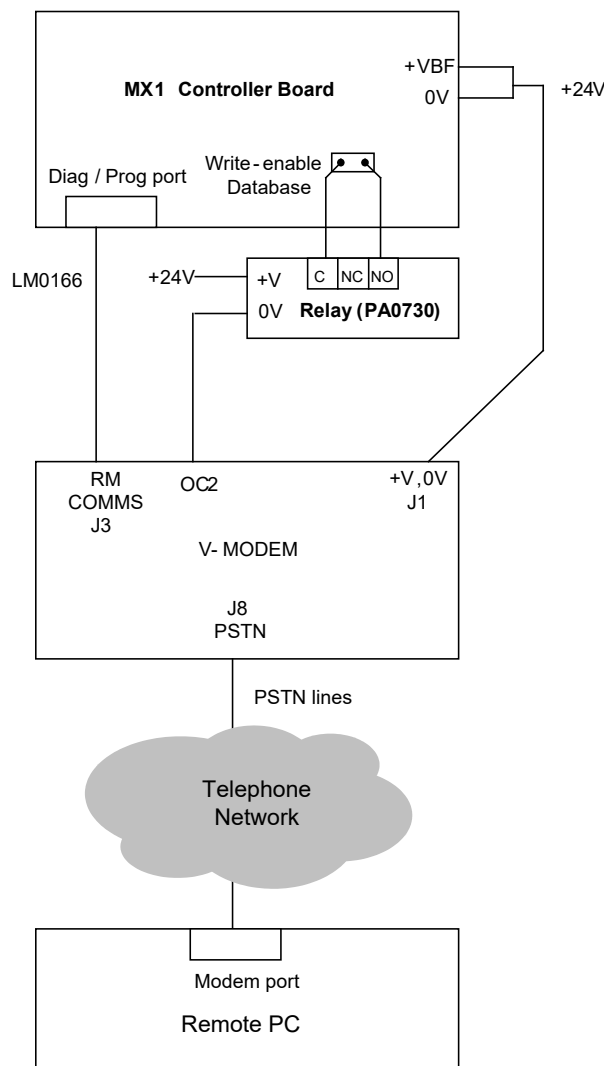 +VBF
MX1 Controller Board
+24V
0V
Write-enable
Database
Diag / Prog port
LM0166
+24V
+V
C NC NO
0V
Relay (PA0730)
RM
COMMS
J3
OC2
+V,0V
J1
V- MODEM
J8
PSTN
PSTN lines
Telephone
Network
Modem port
Remote PC